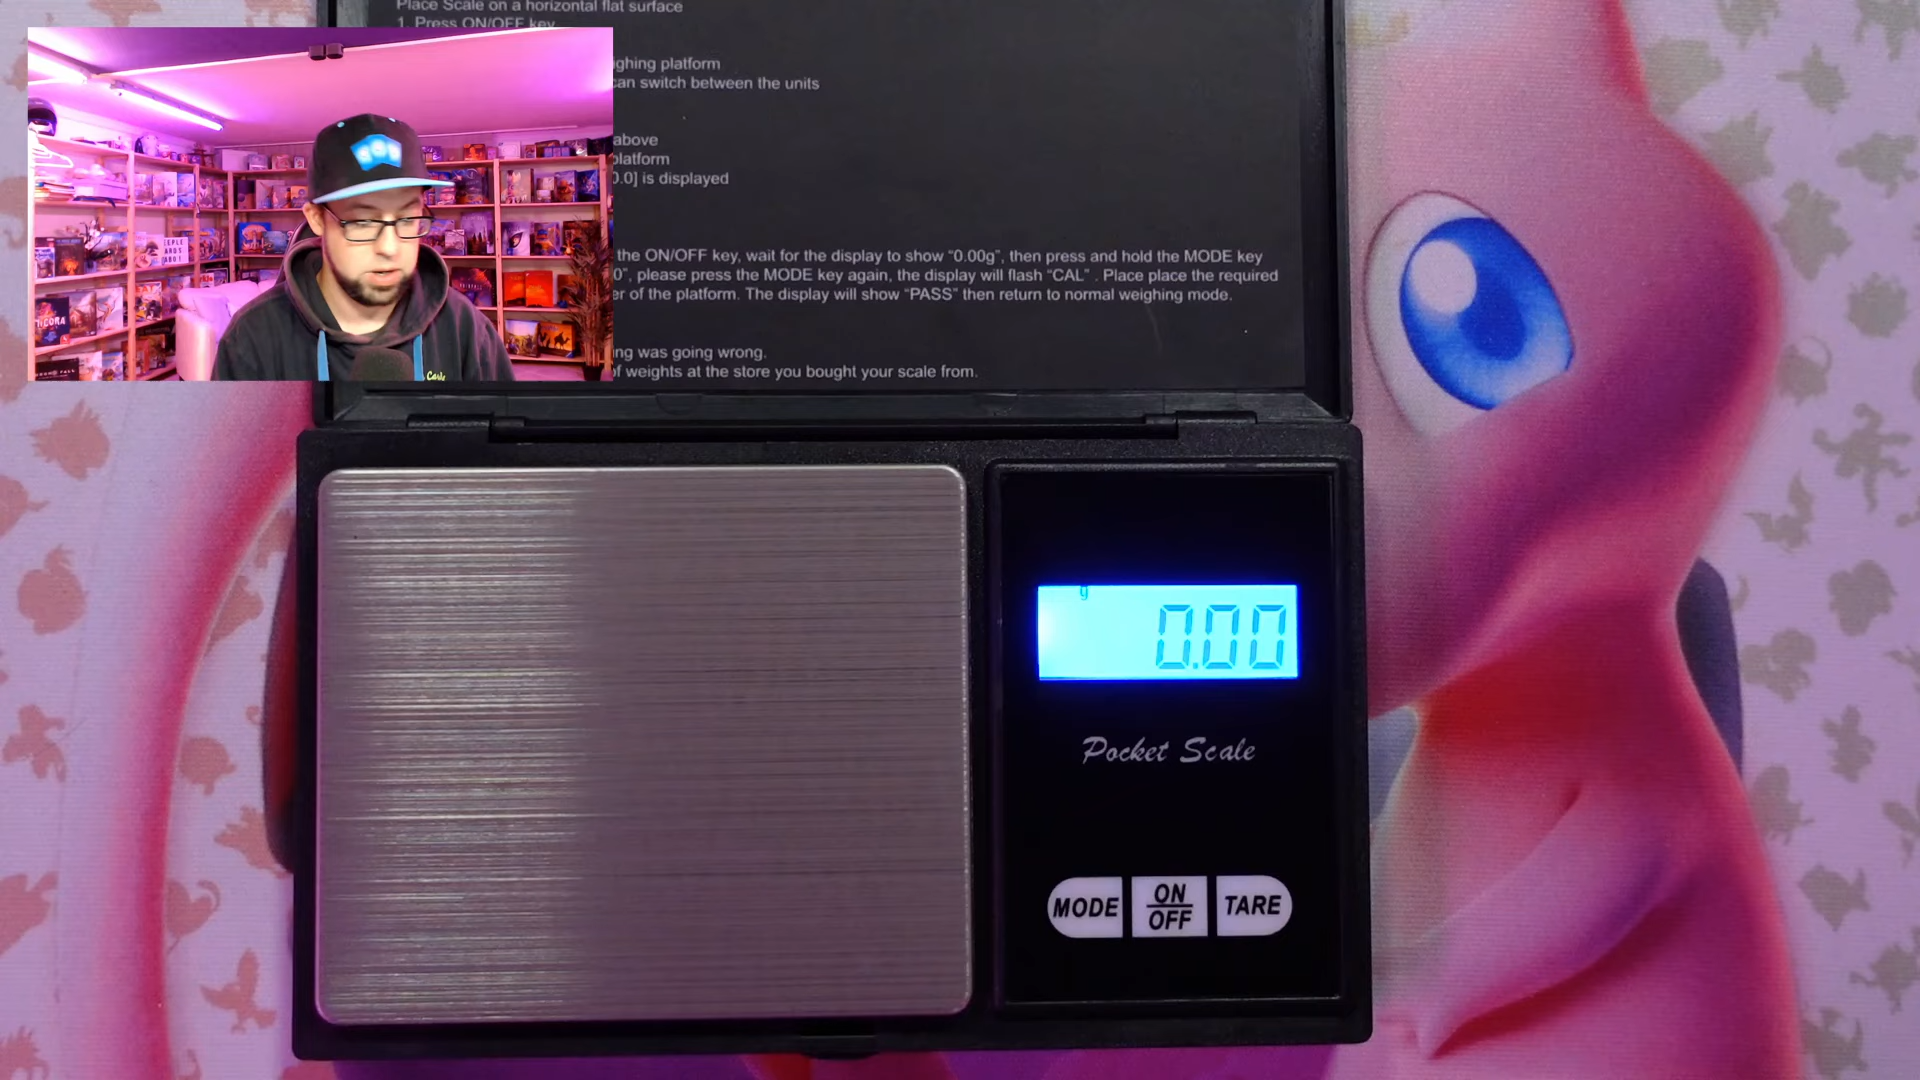 Place Scale on a horizontal flat surface
1. Press ON/OFF key
ghing platform
can switch between the units
above
platform
0.0] is displayed
the ON/OFF key, wait for the display to show “0.00g”, then press and hold the MODE key
0”, please press the MODE key again, the display will flash “CAL” . Place place the required
er of the platform. The display will show “PASS” then return to normal weighing mode.
ng was going wrong.
of weights at the store you bought your scale from.
g
0.00
Pocket Scale
MODE
ON
OFF
TARE